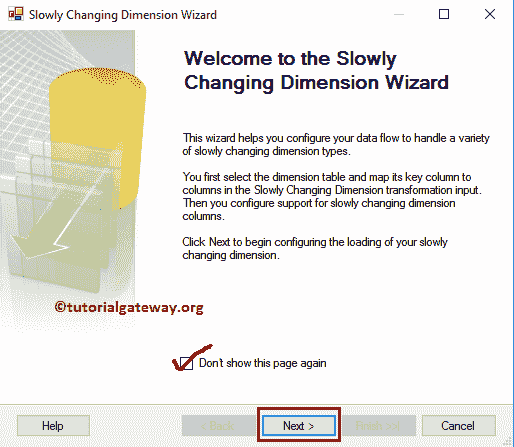 Slowly Changing Dimension Wizard
Welcome to the Slowly
Changing Dimension Wizard
This wizard helps you configure your data flow to handle a variety
of slowly changing dimension types.
You first select the dimension table and map its key column to
columns in the Slowly Changing Dimension transformation input.
Then you configure support for slowly changing dimension
columns.
Click Next to begin configuring the loading of your slowly
changing dimension.
©tutorialgateway.org
Don't show this page again
Help
< Back
Next >
Finish >>|
Cancel